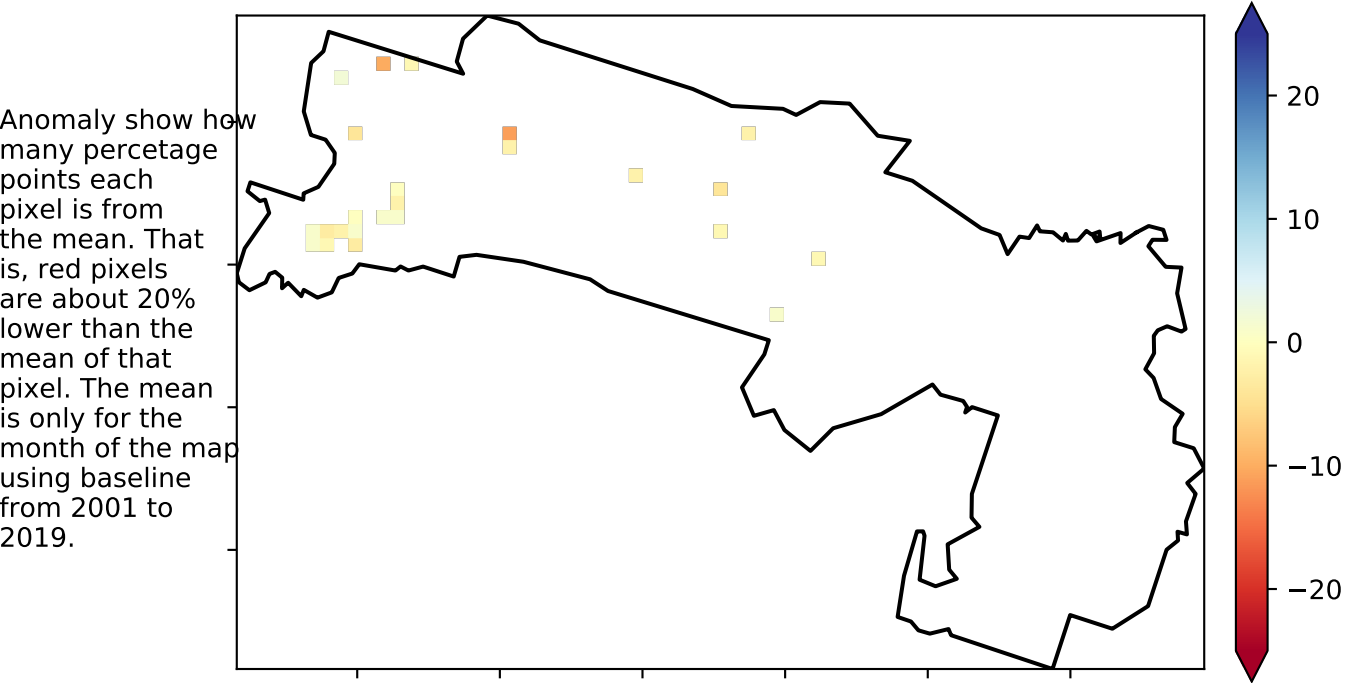 Anomaly show how
many percetage
points each
pixel is from
the mean. That
is, red pixels
are about 20%
lower than the
mean of that
pixel. The mean
is only for the
month of the map
using baseline
from 2001 to
2019.
20
10
0
−10
−20